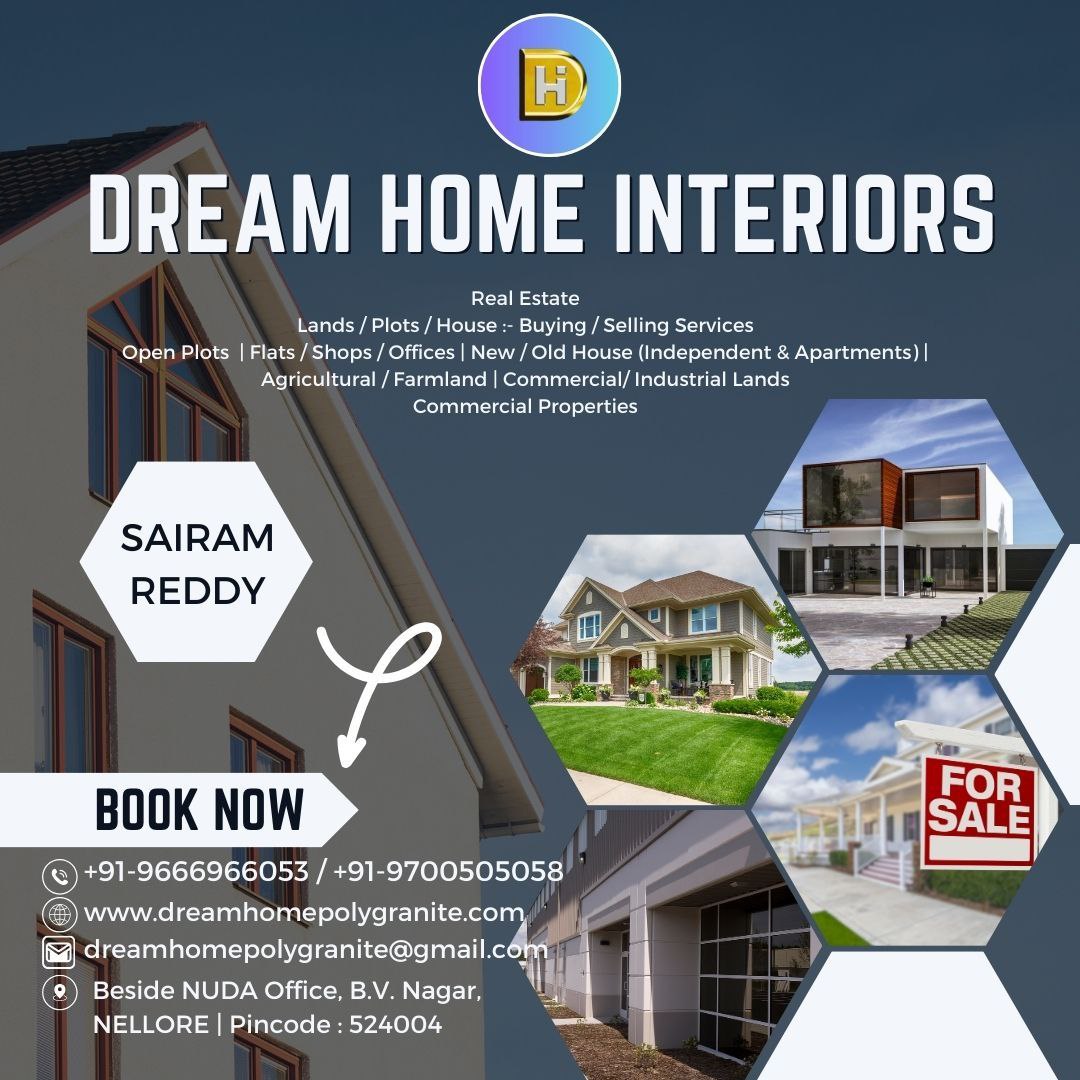 DHi
DREAM HOME INTERIORS
Real Estate
Lands / Plots / House :- Buying / Selling Services
Open Plots | Flats / Shops / Offices | New / Old House (Independent & Apartments) |
Agricultural / Farmland | Commercial/ Industrial Lands
Commercial Properties
SAIRAM
REDDY
FOR
SALE
BOOK NOW
+91-9666966053 / +91-9700505058
www.dreamhomepolygranite.com
dreamhomepolygranite@gmail.com
Beside NUDA Office, B.V. Nagar,
NELLORE | Pincode : 524004